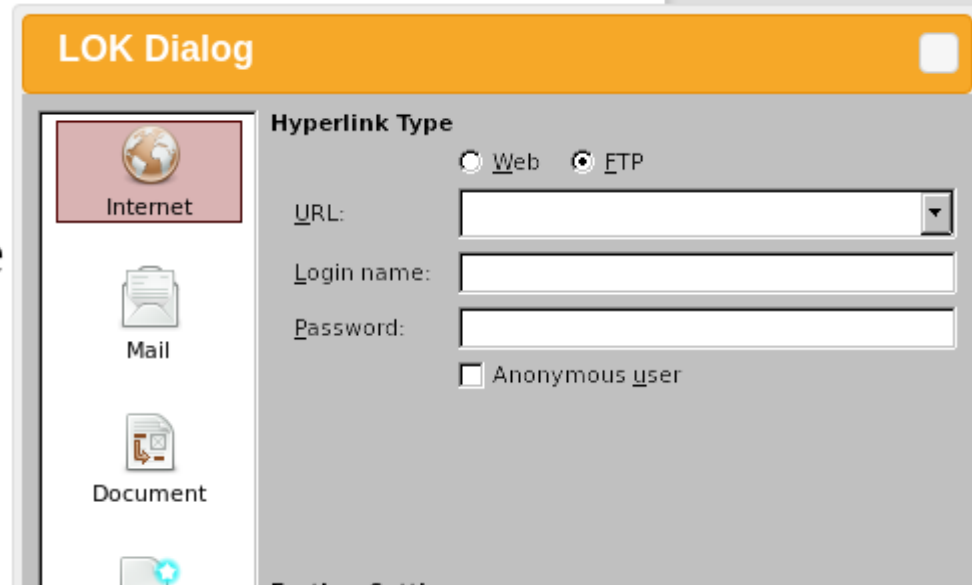 LOK Dialog
Hyperlink Type
Web FTP
Internet
URL:
Login name:
Mail
Password:
Anonymous user
Document